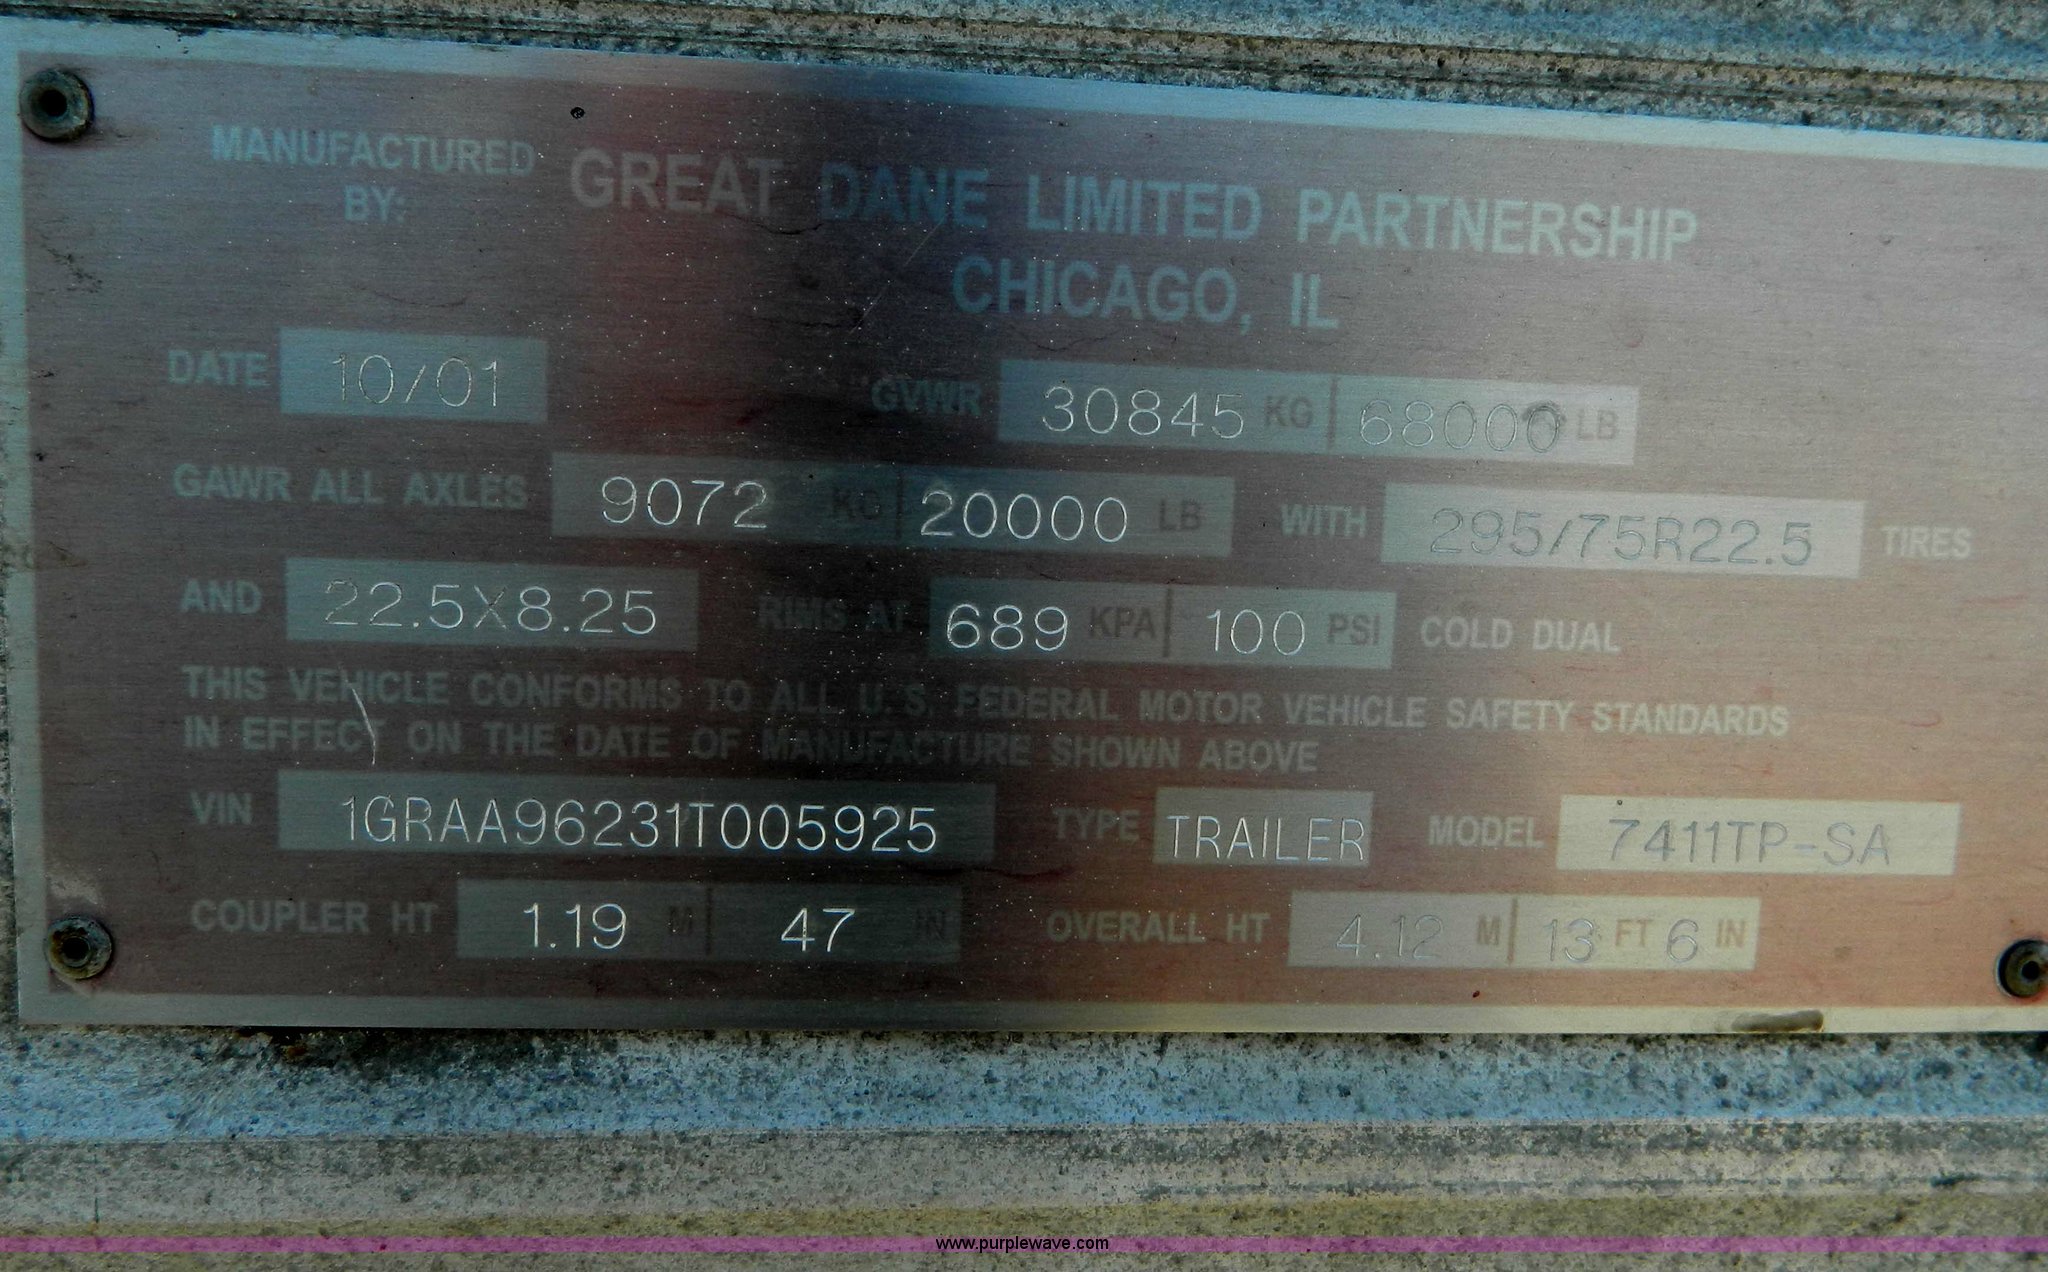 MANUFACTURED BY: GREAT DANE LIMITED PARTNERSHIP
CHICAGO, IL
DATE 10/01 GVWR 30845 KG 68000 LB
GAWR ALL AXLES 9072 KG 20000 LB WITH 295/75R22.5 TIRES
AND 22.5X8.25 RIMS AT 689 KPA 100 PSI COLD DUAL
THIS VEHICLE CONFORMS TO ALL U.S. FEDERAL MOTOR VEHICLE SAFETY STANDARDS
IN EFFECT ON THE DATE OF MANUFACTURE SHOWN ABOVE
VIN 1GRAA96231T005925 TYPE TRAILER MODEL 7411TP-SA
COUPLER HT 1.19 M 47 IN OVERALL HT 4.12 M 13 FT 6 IN
www.purplewave.com